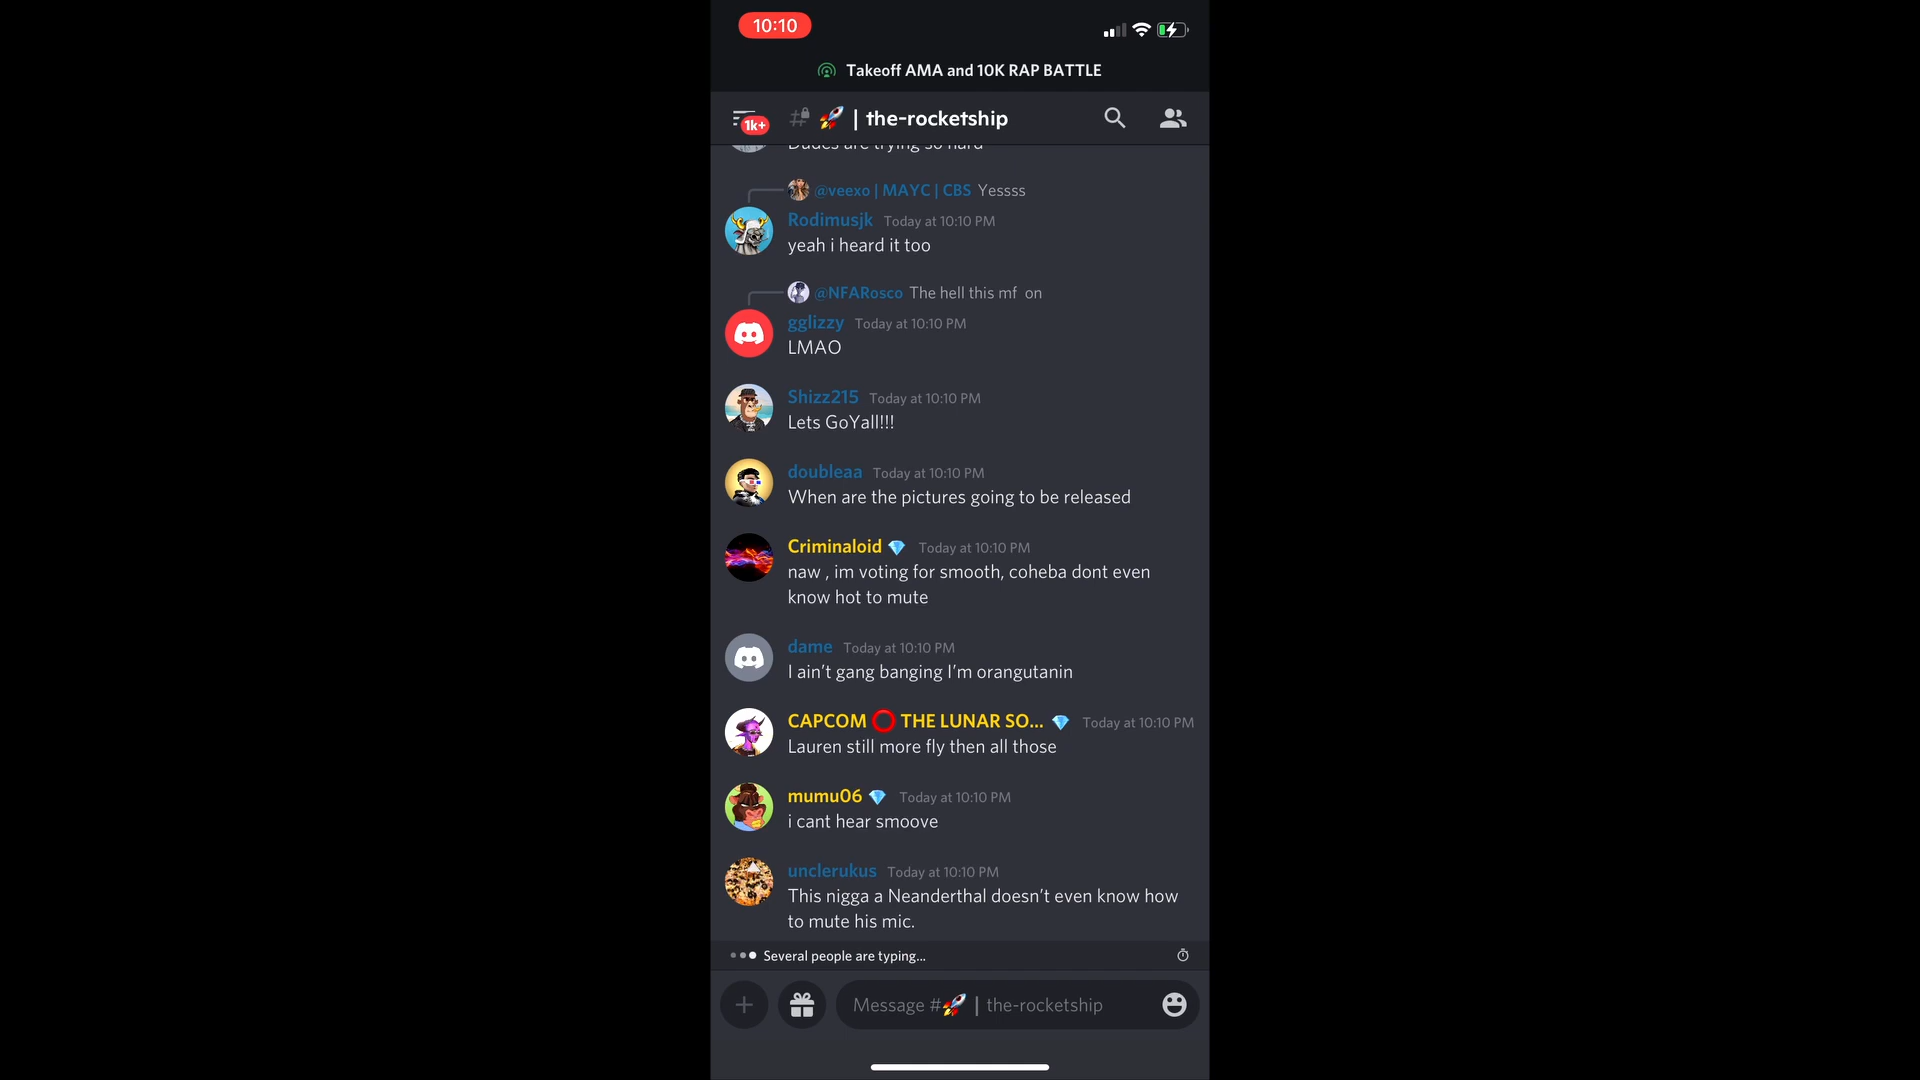 10:10
Takeoff AMA and 10K RAP BATTLE
1k+
# | the-rocketship
Dudes are trying so hard
@veexo | MAYC | CBS Yessss
Rodimusjk Today at 10:10 PM
yeah i heard it too
@NFARosco The hell this mf on
gglizzy Today at 10:10 PM
LMAO
Shizz215 Today at 10:10 PM
Lets GoYall!!!
doubleaa Today at 10:10 PM
When are the pictures going to be released
Criminaloid Today at 10:10 PM
naw , im voting for smooth, coheba dont even
know hot to mute
dame Today at 10:10 PM
I ain't gang banging I'm orangutanin
CAPCOM ⭕ THE LUNAR SO... Today at 10:10 PM
Lauren still more fly then all those
mumu06 Today at 10:10 PM
i cant hear smoove
unclerukus Today at 10:10 PM
This nigga a Neanderthal doesn't even know how
to mute his mic.
Several people are typing...
Message #🚀 | the-rocketship